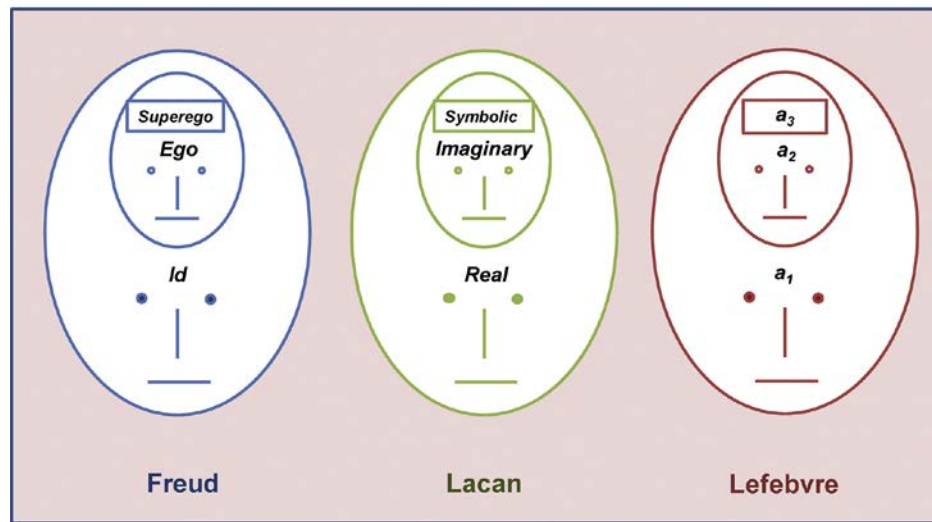 Superego
Ego
Id
Freud
Symbolic
Imaginary
Real
Lacan
a₃
a₂
a₁
Lefebvre